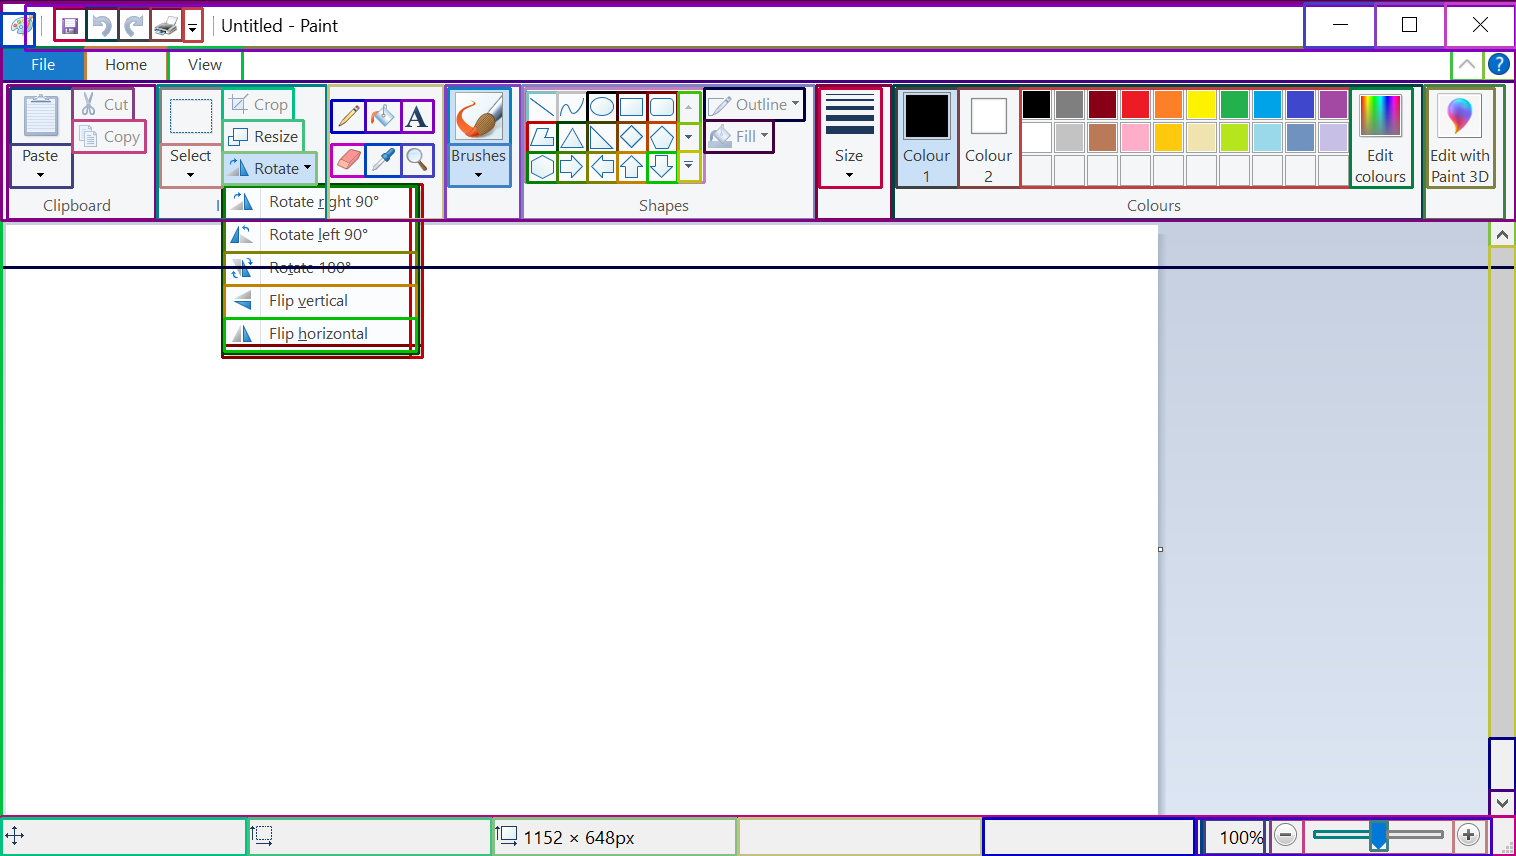 Untitled - Paint
File Home View
Paste
Cut
Copy
Clipboard
Select
Crop
Resize
Rotate
Rotate right 90°
Rotate left 90°
Rotate 180°
Flip vertical
Flip horizontal
A
Brushes
Outline
Fill
Shapes
Size
Colour
1
Colour
2
Edit
colours
Colours
Edit with
Paint 3D
1152 × 648px
100%